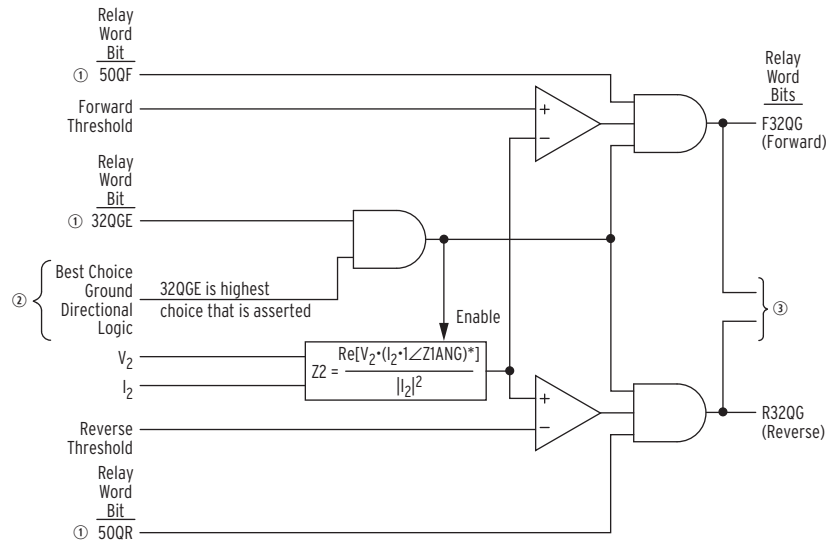 Relay
Word
Bit
① 50QF
Forward
Threshold
Relay
Word
Bit
① 32QGE
②
Best Choice
Ground
Directional
Logic
32QGE is highest
choice that is asserted
Enable
V₂
I₂
Z2 = Re[V₂•(I₂•1∠Z1ANG)*] / |I₂|²
Reverse
Threshold
Relay
Word
Bit
① 50QR
+
−
+
−
Relay
Word
Bits
F32QG
(Forward)
③
R32QG
(Reverse)